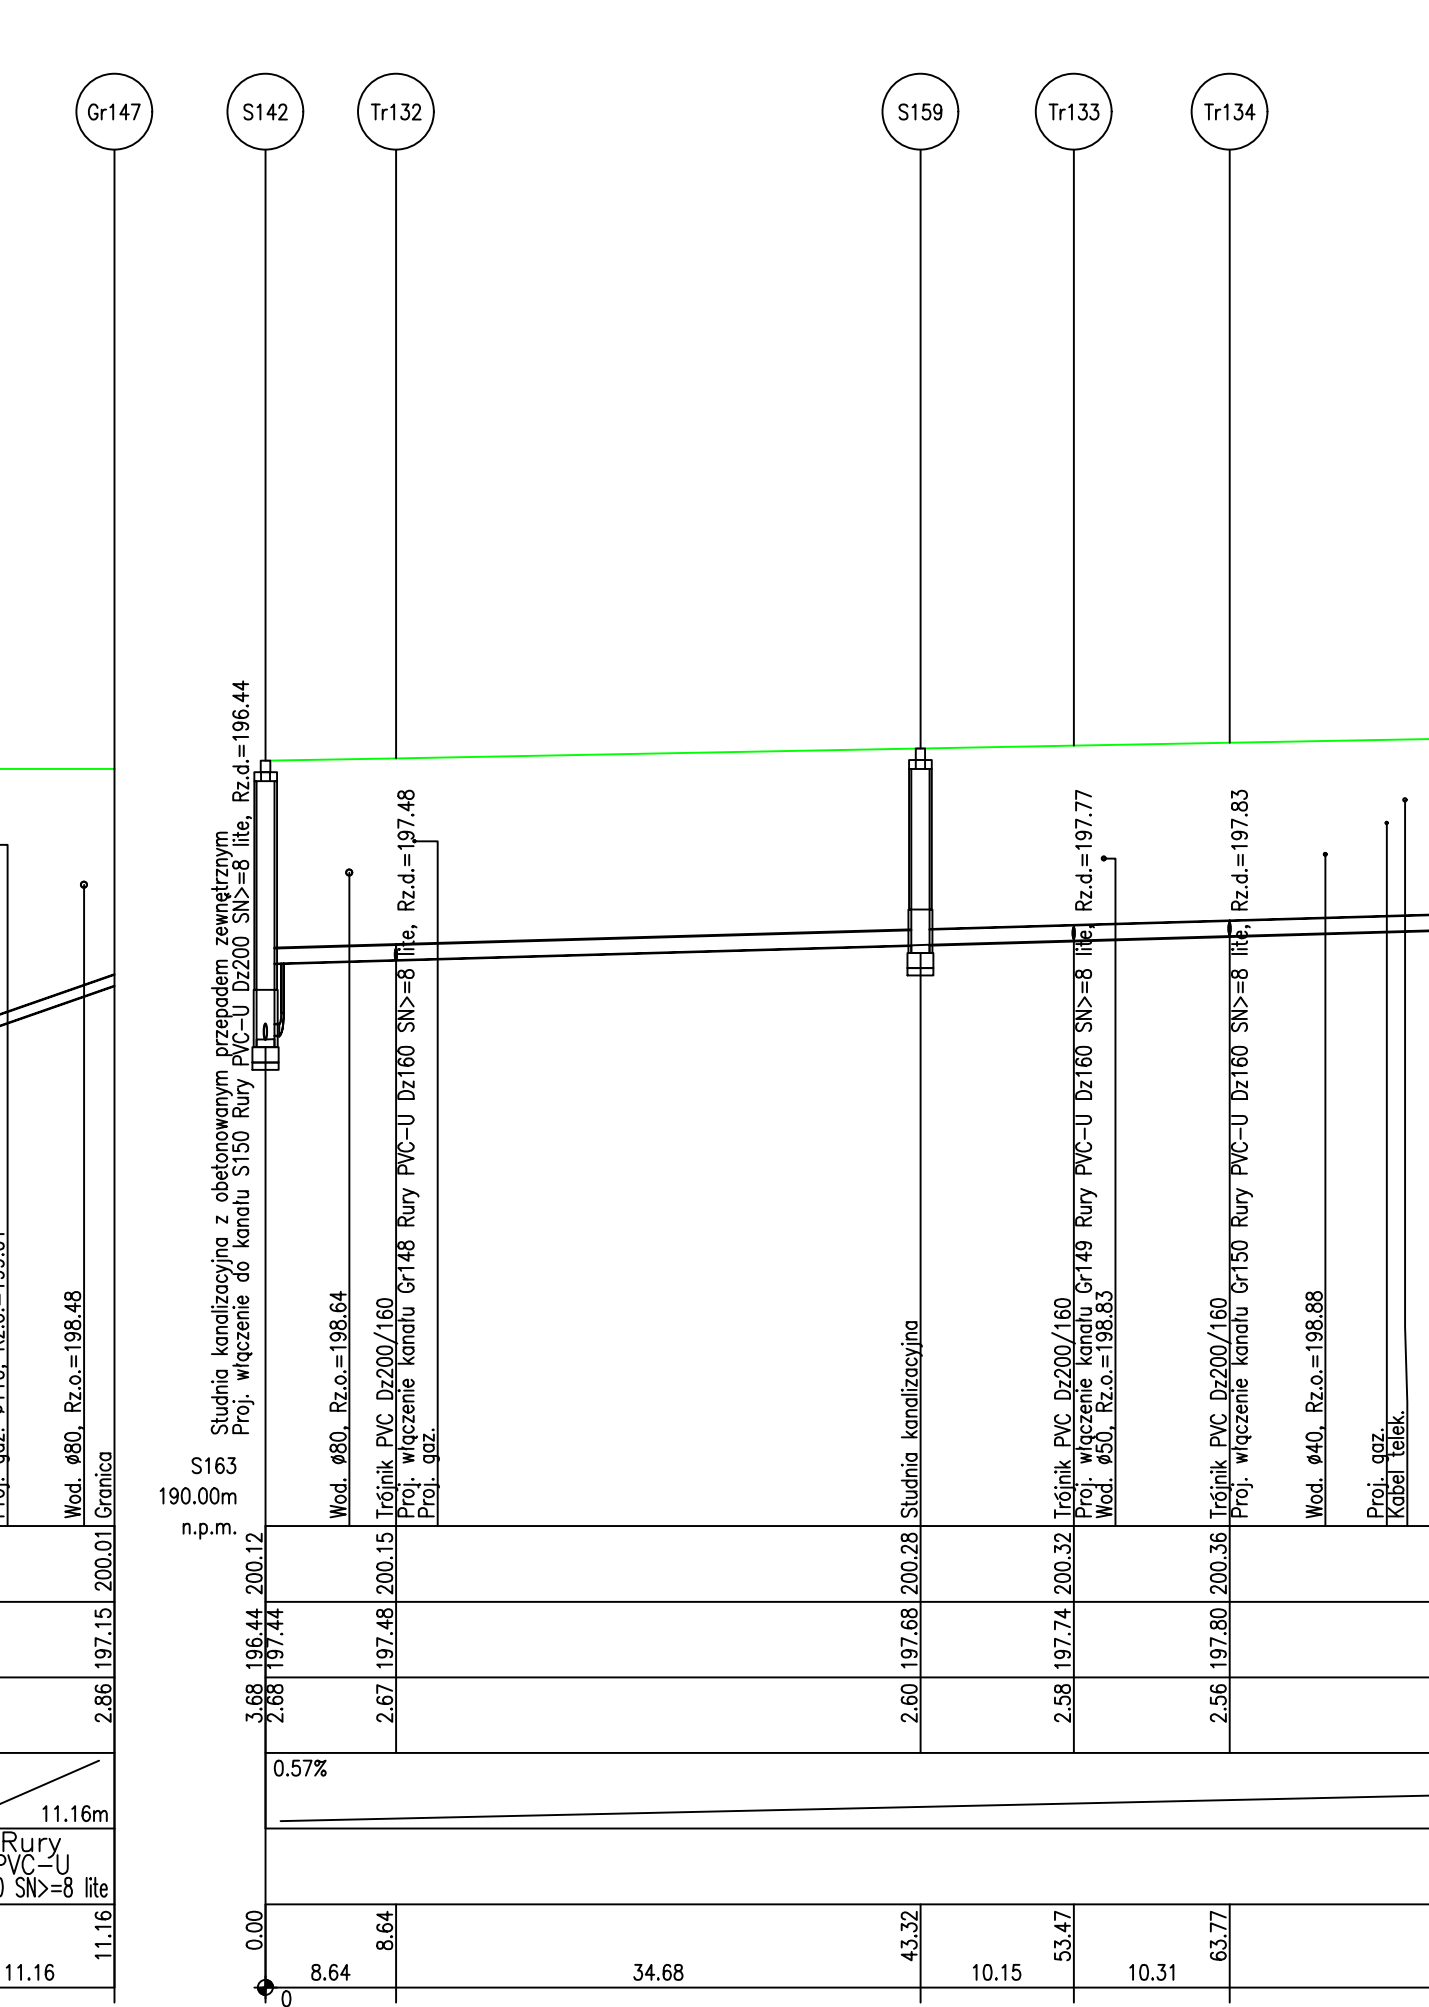 Gr147
S142
Tr132
S159
Tr133
Tr134
Wod. ø80, Rz.o.=198.48
Granica
Studnia kanalizacyjna z obetonowanym przepadem zewnętrznym
Proj. włączenie do kanału S150 Rury PVC-U Dz200 SN>=8 lite, Rz.d.=196.44
S163
190.00m
n.p.m.
Wod. ø80, Rz.o.=198.64
Trójnik PVC Dz200/160
Proj. włączenie kanału Gr148 Rury PVC-U Dz160 SN>=8 lite, Rz.d.=197.48
Proj. gaz.
Studnia kanalizacyjna
Trójnik PVC Dz200/160
Proj. włączenie kanału Gr149 Rury PVC-U Dz160 SN>=8 lite, Rz.d.=197.77
Wod. ø50, Rz.o.=198.83
Trójnik PVC Dz200/160
Proj. włączenie kanału Gr150 Rury PVC-U Dz160 SN>=8 lite, Rz.d.=197.83
Wod. ø40, Rz.o.=198.88
Proj. gaz.
Kabel telek.
200.01
200.12
200.15
200.28
200.32
200.36
197.15
196.44
197.44
197.48
197.68
197.74
197.80
2.86
3.68
2.68
2.67
2.60
2.58
2.56
0.57%
11.16m
Rury
PVC-U
0 SN>=8 lite
11.16
0.00
8.64
43.32
53.47
63.77
11.16
8.64
34.68
10.15
10.31
0